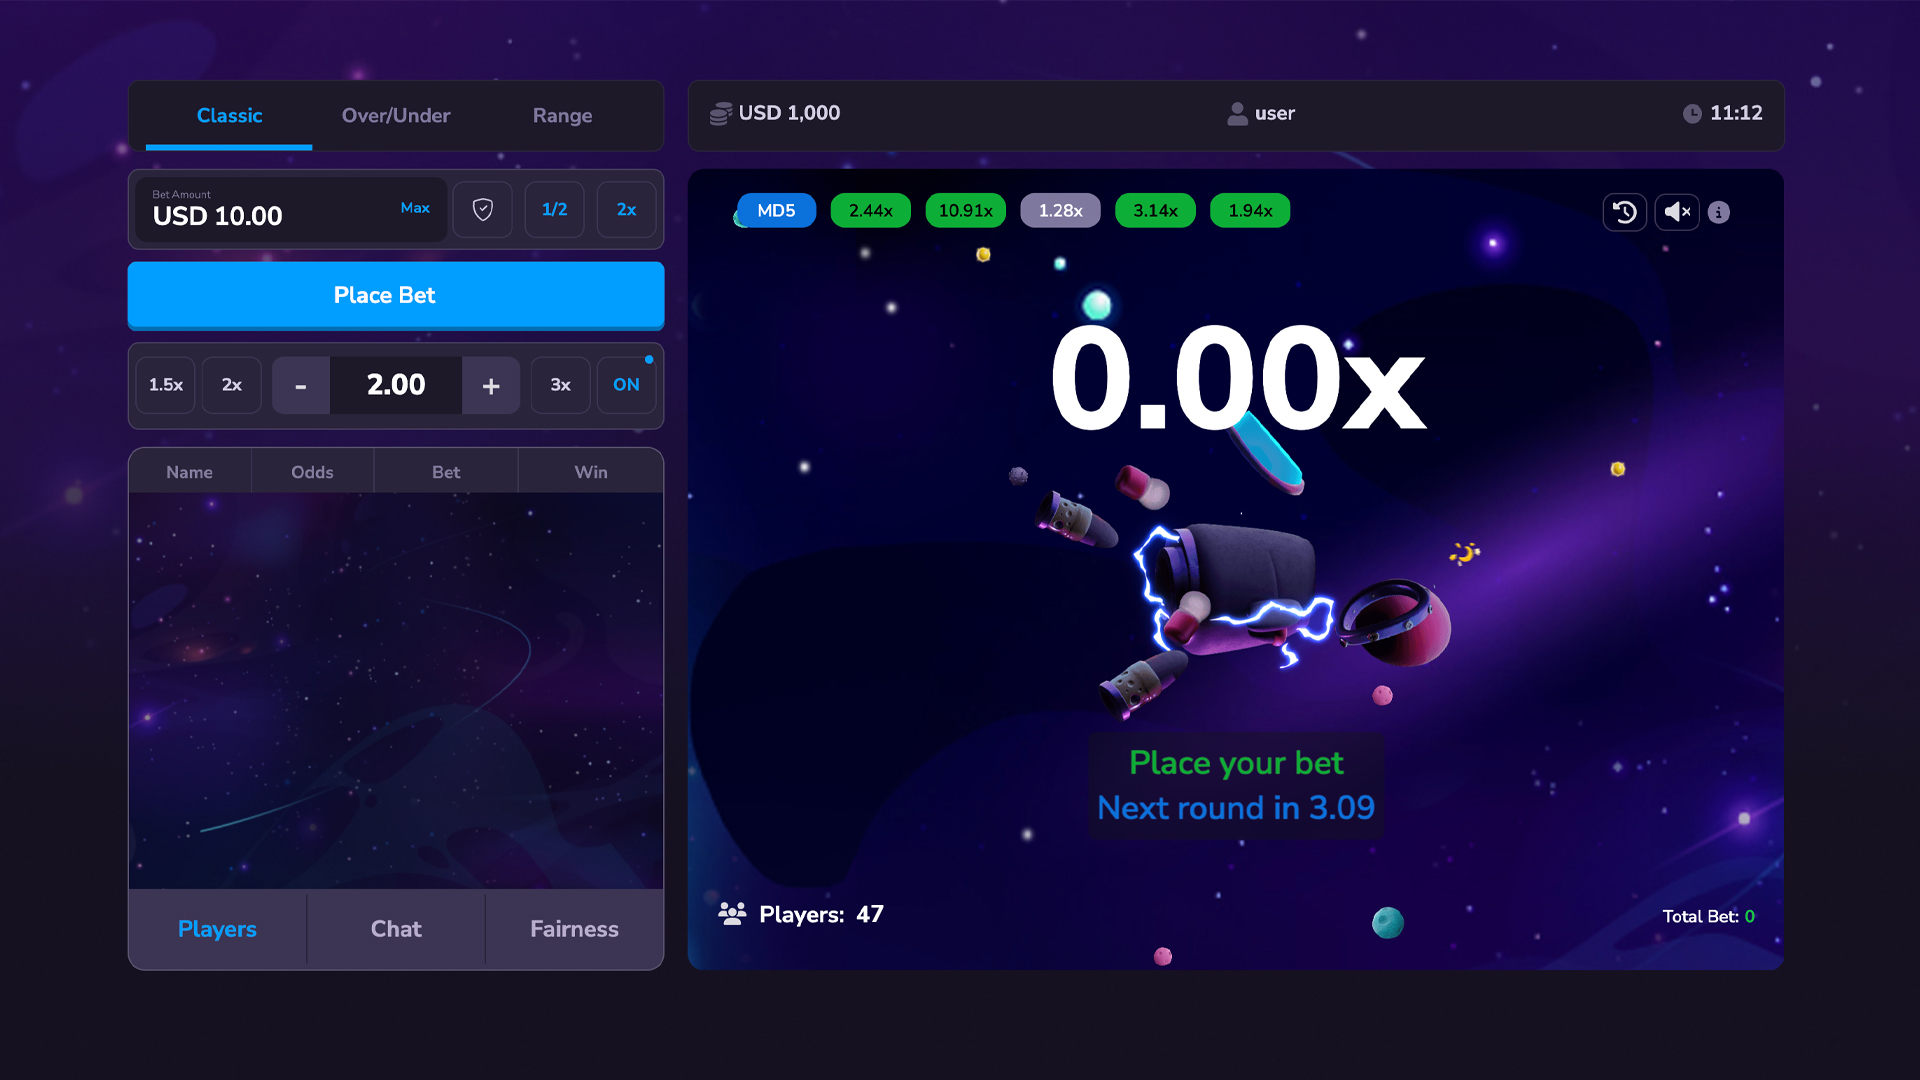 Classic Over/Under Range
USD 1,000 user 11:12
Bet Amount
USD 10.00 Max 1/2 2x
Place Bet
1.5x 2x - 2.00 + 3x ON
Name Odds Bet Win
Players Chat Fairness
MD5 2.44x 10.91x 1.28x 3.14x 1.94x
0.00x
Place your bet
Next round in 3.09
Players: 47
Total Bet: 0